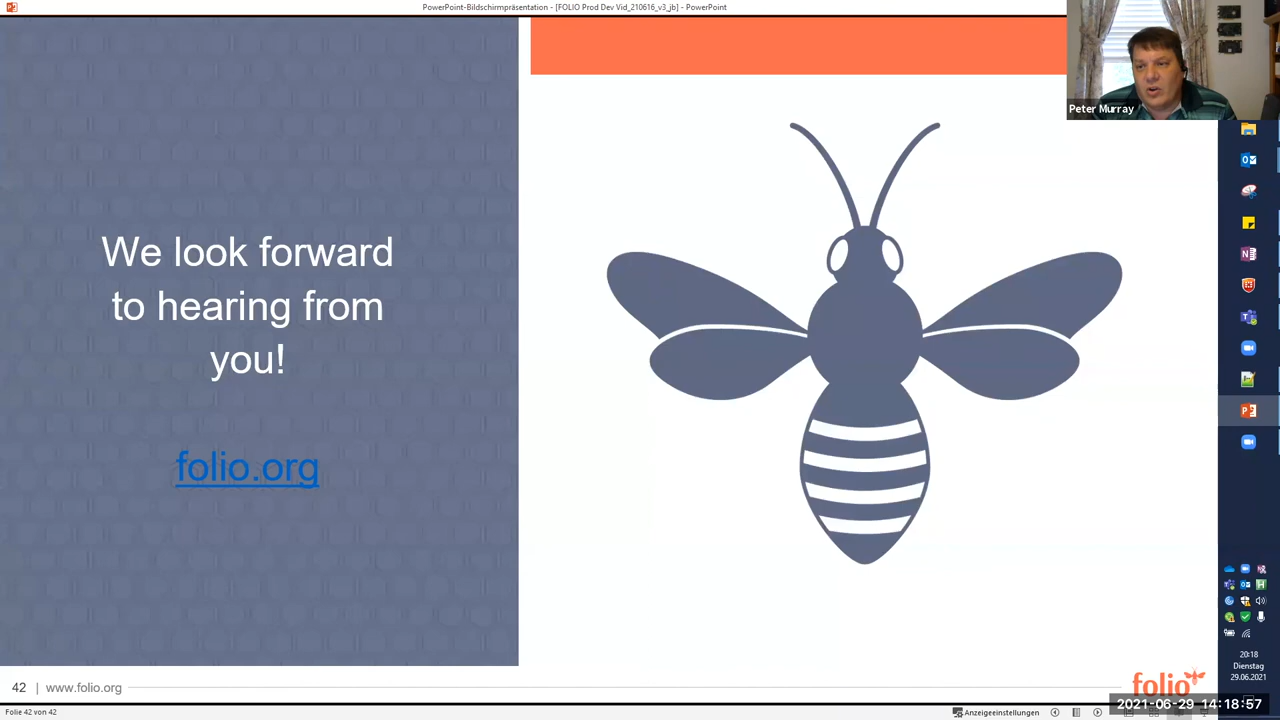 PowerPoint-Bildschirmpräsentation - [FOLIO Prod Dev Vid_210616_v3_jb] - PowerPoint
Peter Murray
We look forward
to hearing from
you!
folio.org
20:18
Dienstag
29.06.2021
42 | www.folio.org
folio
2021-06-29 14:18:57
Folie 42 von 42
Anzeigeeinstellungen